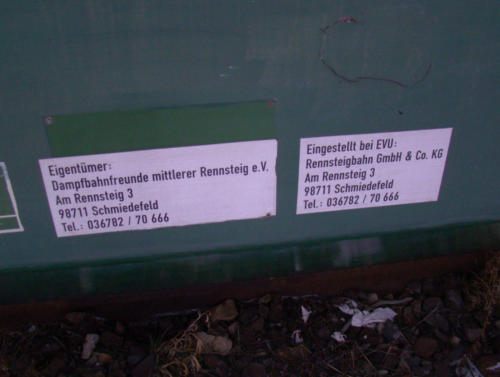 Eigentümer:
Dampfbahnfreunde mittlerer Rennsteig e.V.
Am Rennsteig 3
98711 Schmiedefeld
Tel.: 036782 / 70 666
Eingestellt bei EVU:
Rennsteigbahn GmbH & Co. KG
Am Rennsteig 3
98711 Schmiedefeld
Tel.: 036782 / 70 666